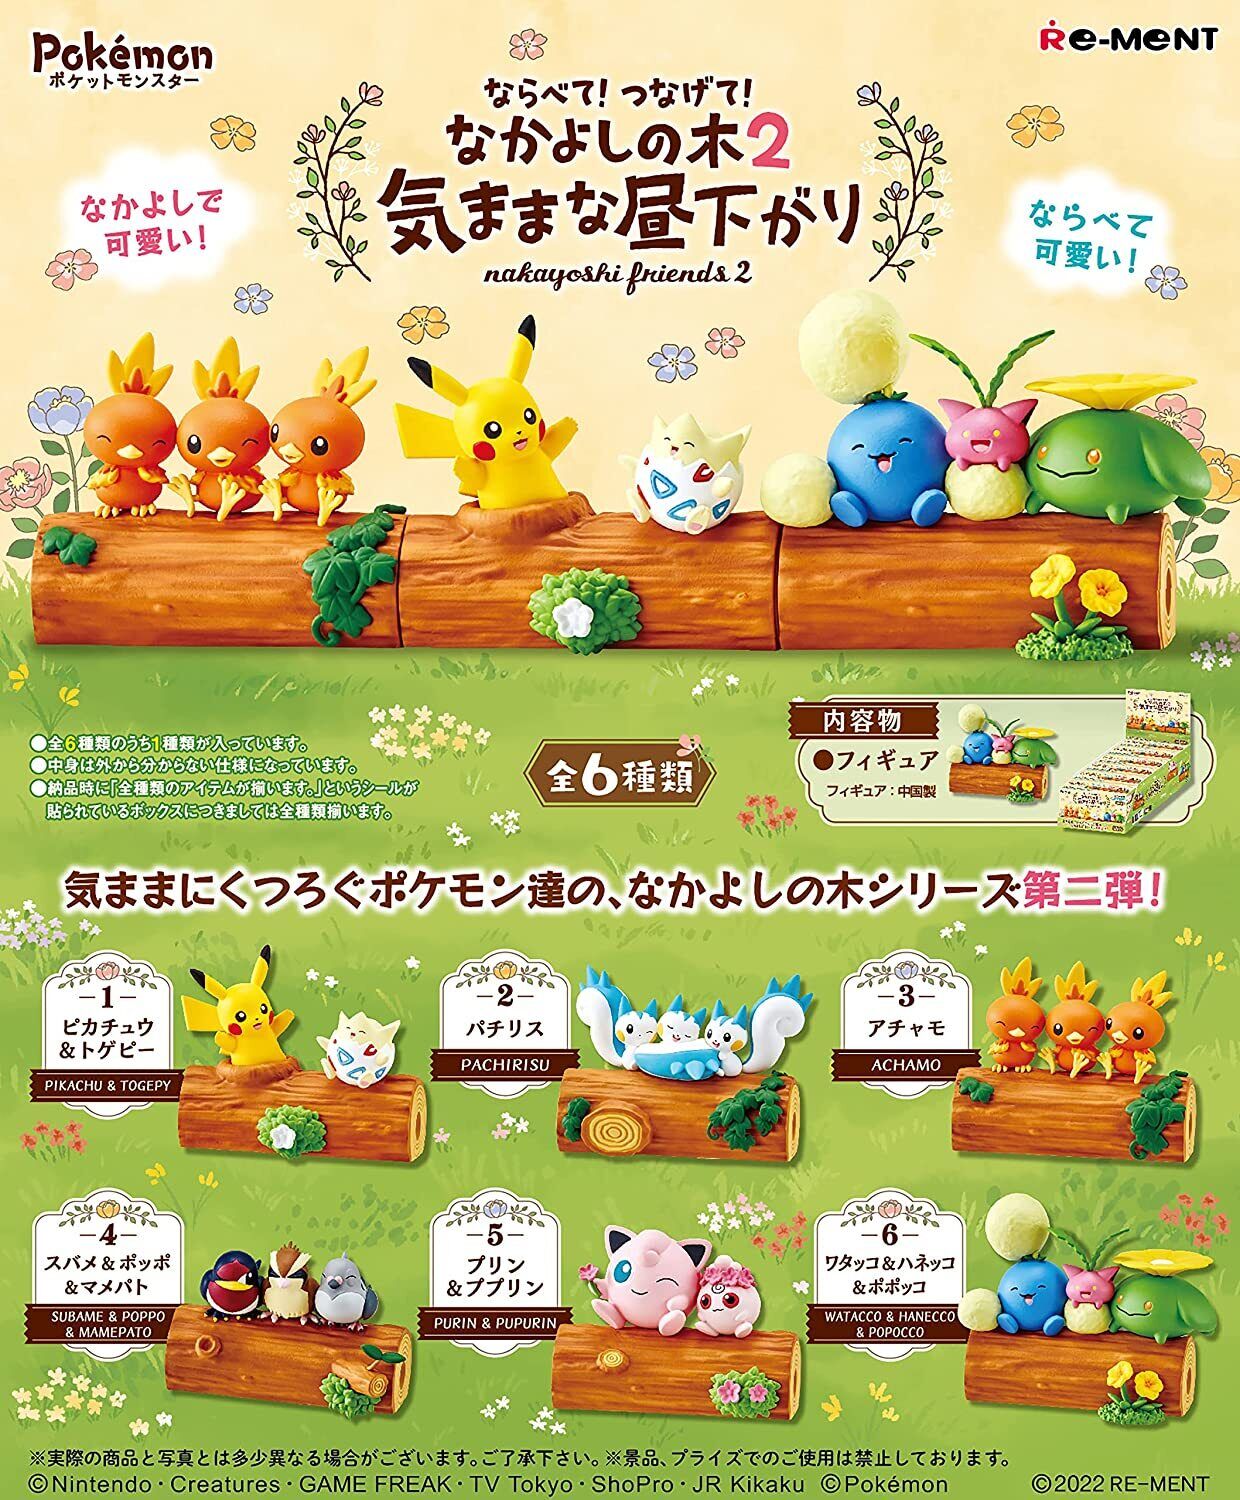 Pokémon
ポケットモンスター
Re-MeNT
ならべて!つなげて!
なかよしの木2
気ままな昼下がり
nakayoshi friends 2
なかよしで
可愛い!
ならべて
可愛い!
●全6種類のうち1種類が入っています。
●中身は外から分からない仕様になっています。
●納品時に「全種類のアイテムが揃います。」というシールが
貼られているボックスにつきましては全種類揃います。
全6種類
内容物
●フィギュア
フィギュア:中国製
気ままにくつろぐポケモン達の、なかよしの木シリーズ第二弾!
-1-
ピカチュウ
&トゲピー
PIKACHU & TOGEPY
-2-
パチリス
PACHIRISU
-3-
アチャモ
ACHAMO
-4-
スバメ&ポッポ
&マメパト
SUBAME & POPPO
& MAMEPATO
-5-
プリン
&ププリン
PURIN & PUPURIN
-6-
ワタッコ&ハネッコ
&ポポッコ
WATACCO & HANECCO
& POPOCCO
※実際の商品と写真とは多少異なる場合がございます。ご了承下さい。※景品、プライズでのご使用は禁止しております。
©Nintendo・Creatures・GAME FREAK・TV Tokyo・ShoPro・JR Kikaku ©Pokémon
©2022 RE-MENT